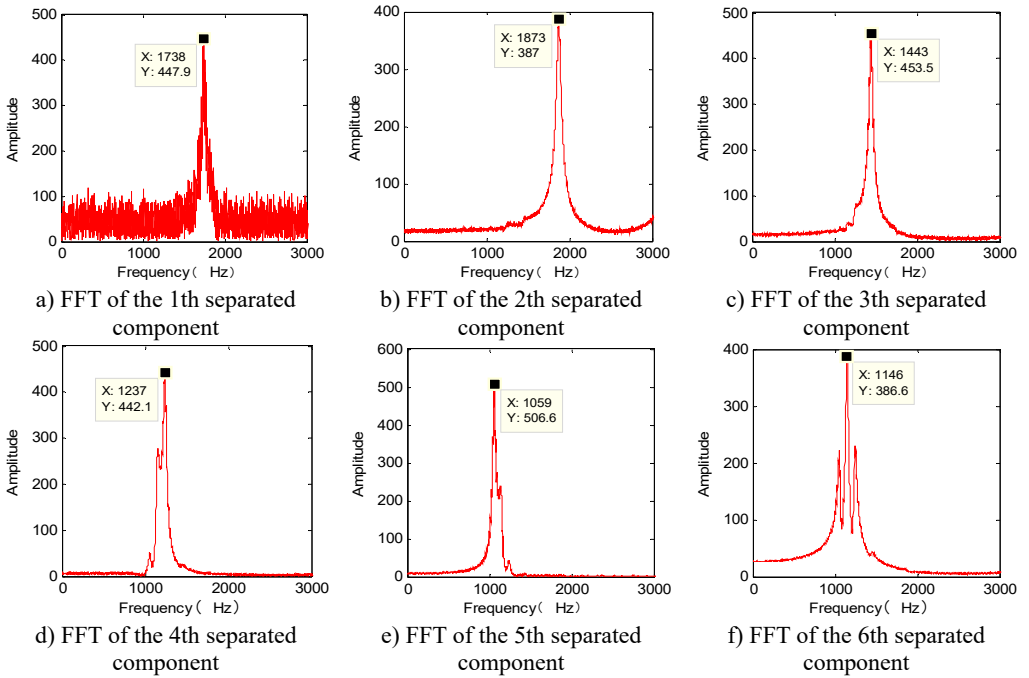 500
400
300
200
100
0
Amplitude
X: 1738
Y: 447.9
0 1000 2000 3000
Frequency( Hz)
a) FFT of the 1th separated
component
400
300
200
100
0
Amplitude
X: 1873
Y: 387
0 1000 2000 3000
Frequency( Hz)
b) FFT of the 2th separated
component
500
400
300
200
100
0
Amplitude
X: 1443
Y: 453.5
0 1000 2000 3000
Frequency( Hz)
c) FFT of the 3th separated
component
500
400
300
200
100
0
Amplitude
X: 1237
Y: 442.1
0 1000 2000 3000
Frequency( Hz)
d) FFT of the 4th separated
component
600
500
400
300
200
100
0
Amplitude
X: 1059
Y: 506.6
0 1000 2000 3000
Frequency( Hz)
e) FFT of the 5th separated
component
400
300
200
100
0
Amplitude
X: 1146
Y: 386.6
0 1000 2000 3000
Frequency( Hz)
f) FFT of the 6th separated
component